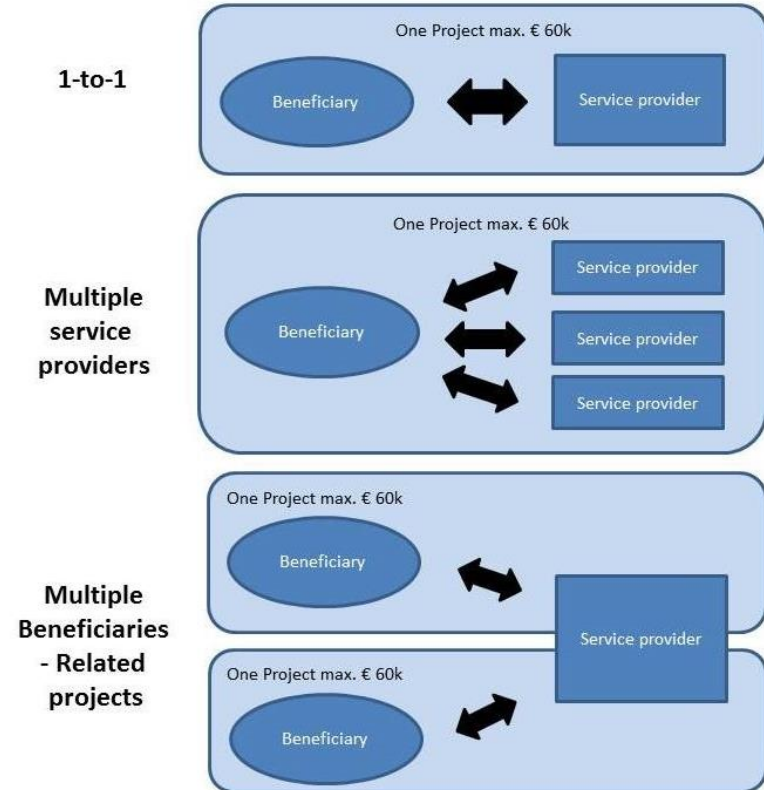 1-to-1
One Project max. € 60k
Beneficiary
Service provider
Multiple
service
providers
One Project max. € 60k
Beneficiary
Service provider
Service provider
Service provider
Multiple
Beneficiaries
- Related
projects
One Project max. € 60k
Beneficiary
Service provider
One Project max. € 60k
Beneficiary